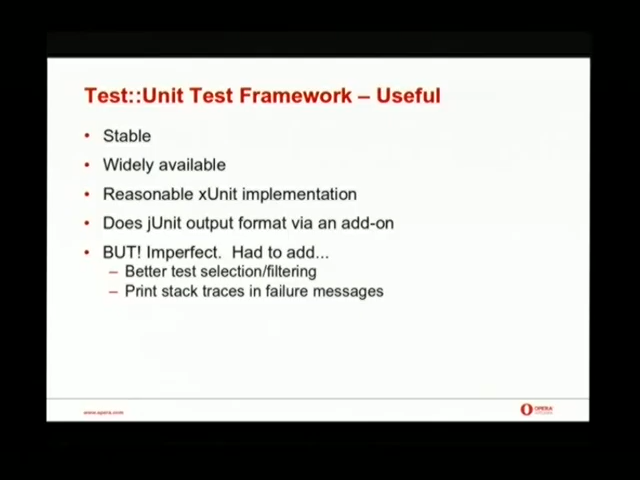 Test::Unit Test Framework – Useful
• Stable
• Widely available
• Reasonable xUnit implementation
• Does jUnit output format via an add-on
• BUT! Imperfect.  Had to add...
– Better test selection/filtering
– Print stack traces in failure messages
www.opera.com
OPERA